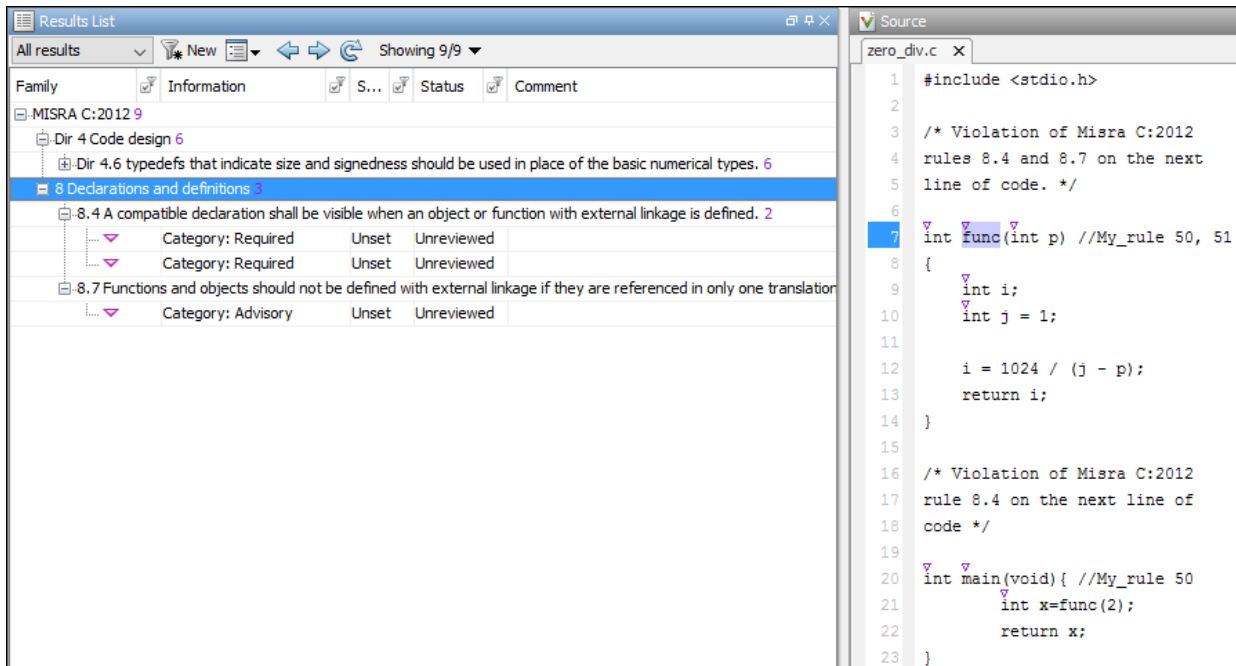 Results List
All results New Showing 9/9
Family Information S... Status Comment
MISRA C:2012 9
Dir 4 Code design 6
Dir 4.6 typedefs that indicate size and signedness should be used in place of the basic numerical types. 6
8 Declarations and definitions 3
8.4 A compatible declaration shall be visible when an object or function with external linkage is defined. 2
Category: Required Unset Unreviewed
Category: Required Unset Unreviewed
8.7 Functions and objects should not be defined with external linkage if they are referenced in only one translation
Category: Advisory Unset Unreviewed
Source
zero_div.c X
1 #include <stdio.h>
2
3 /* Violation of Misra C:2012
4 rules 8.4 and 8.7 on the next
5 line of code. */
6
7 int func(int p) //My_rule 50, 51
8 {
9 int i;
10 int j = 1;
11
12 i = 1024 / (j - p);
13 return i;
14 }
15
16 /* Violation of Misra C:2012
17 rule 8.4 on the next line of
18 code */
19
20 int main(void){ //My_rule 50
21 int x=func(2);
22 return x;
23 }